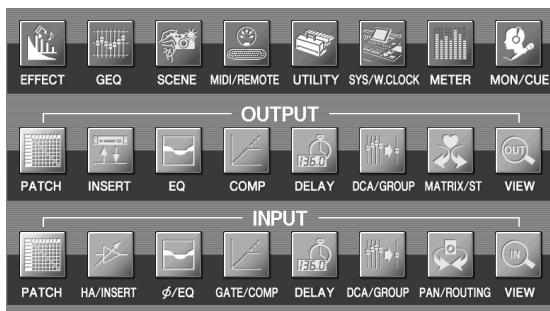 EFFECT GEQ SCENE MIDI/REMOTE UTILITY SYS/W.CLOCK METER MON/CUE
OUTPUT
136.0 OUT
PATCH INSERT EQ COMP DELAY DCA/GROUP MATRIX/ST VIEW
INPUT
136.0 IN
PATCH HA/INSERT ϕ/EQ GATE/COMP DELAY DCA/GROUP PAN/ROUTING VIEW